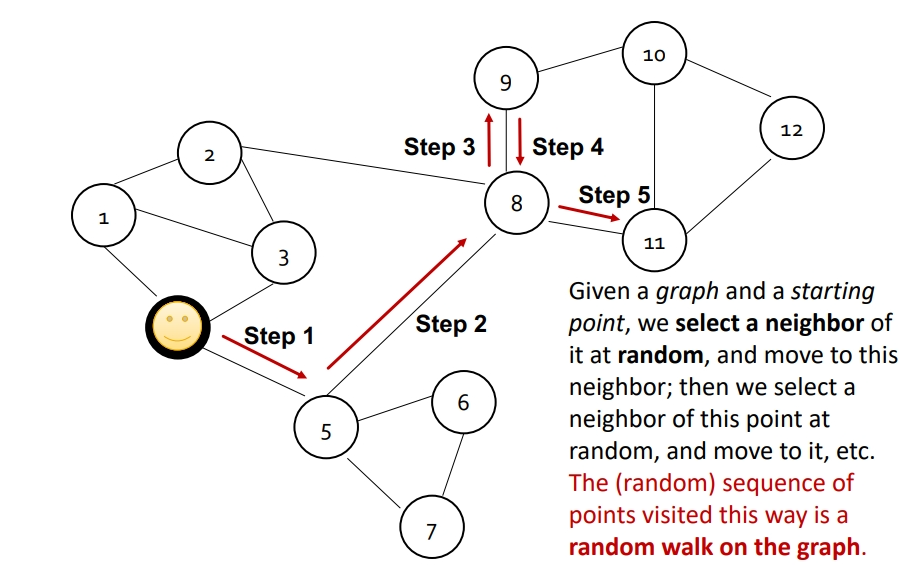 10
9
12
Step 3
Step 4
2
8
Step 5
1
11
3
Given a graph and a starting
point, we select a neighbor of
it at random, and move to this
neighbor; then we select a
neighbor of this point at
random, and move to it, etc.
The (random) sequence of
points visited this way is a
random walk on the graph.
Step 1
Step 2
6
5
7